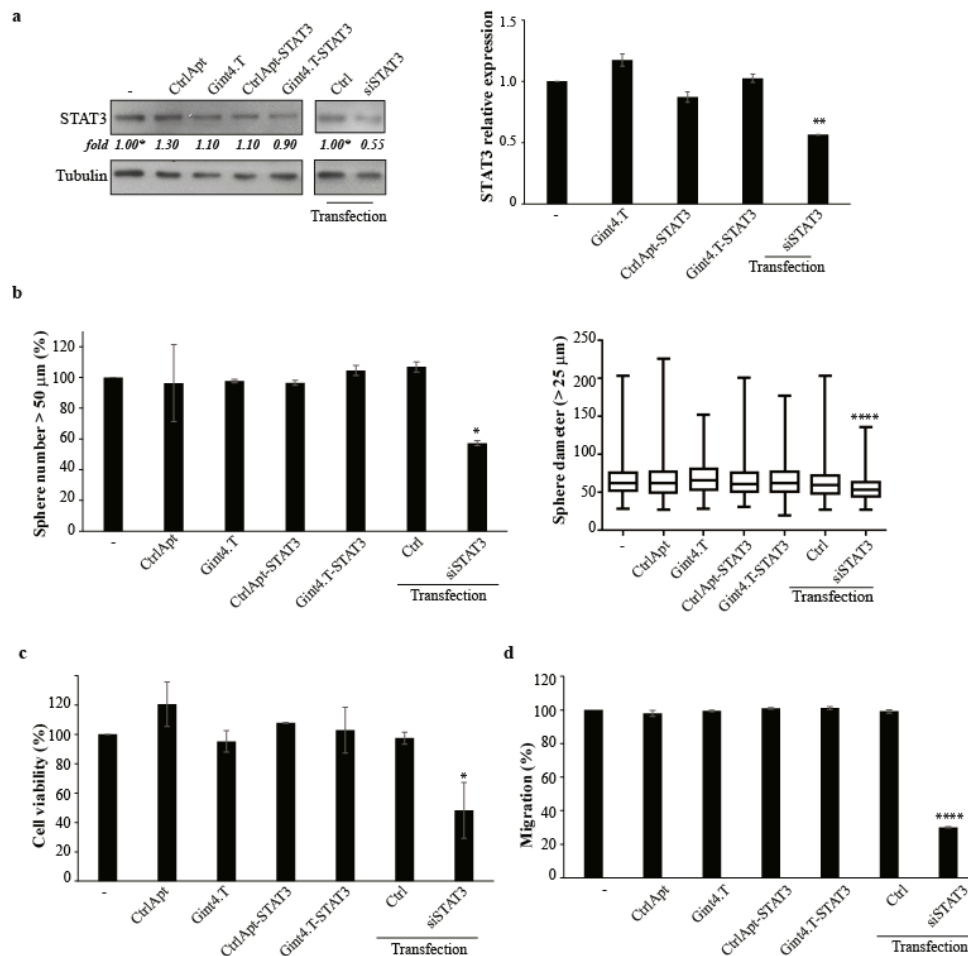 a
-
CtrlApt
Gint4.T
CtrlApt-STAT3
Gint4.T-STAT3
Ctrl
siSTAT3
STAT3
fold 1.00* 1.30 1.10 1.10 0.90 1.00* 0.55
Tubulin
Transfection
STAT3 relative expression
1.5
1.0
0.5
0
**
-
Gint4.T
CtrlApt-STAT3
Gint4.T-STAT3
siSTAT3
Transfection
b
Sphere number > 50 µm (%)
120
100
80
60
40
20
0
*
-
CtrlApt
Gint4.T
CtrlApt-STAT3
Gint4.T-STAT3
Ctrl
siSTAT3
Transfection
Sphere dameter (> 25 µm)
250
200
150
100
50
0
****
-
CtrlApt
Gint4.T
CtrlApt-STAT3
Gint4.T-STAT3
Ctrl
siSTAT3
Transfection
c
Cell viability (%)
120
100
80
60
40
20
0
*
-
CtrlApt
Gint4.T
CtrlApt-STAT3
Gint4.T-STAT3
Ctrl
siSTAT3
Transfection
d
Migration (%)
120
100
80
60
40
20
0
****
-
CtrlApt
Gint4.T
CtrlApt-STAT3
Gint4.T-STAT3
Ctrl
siSTAT3
Transfection